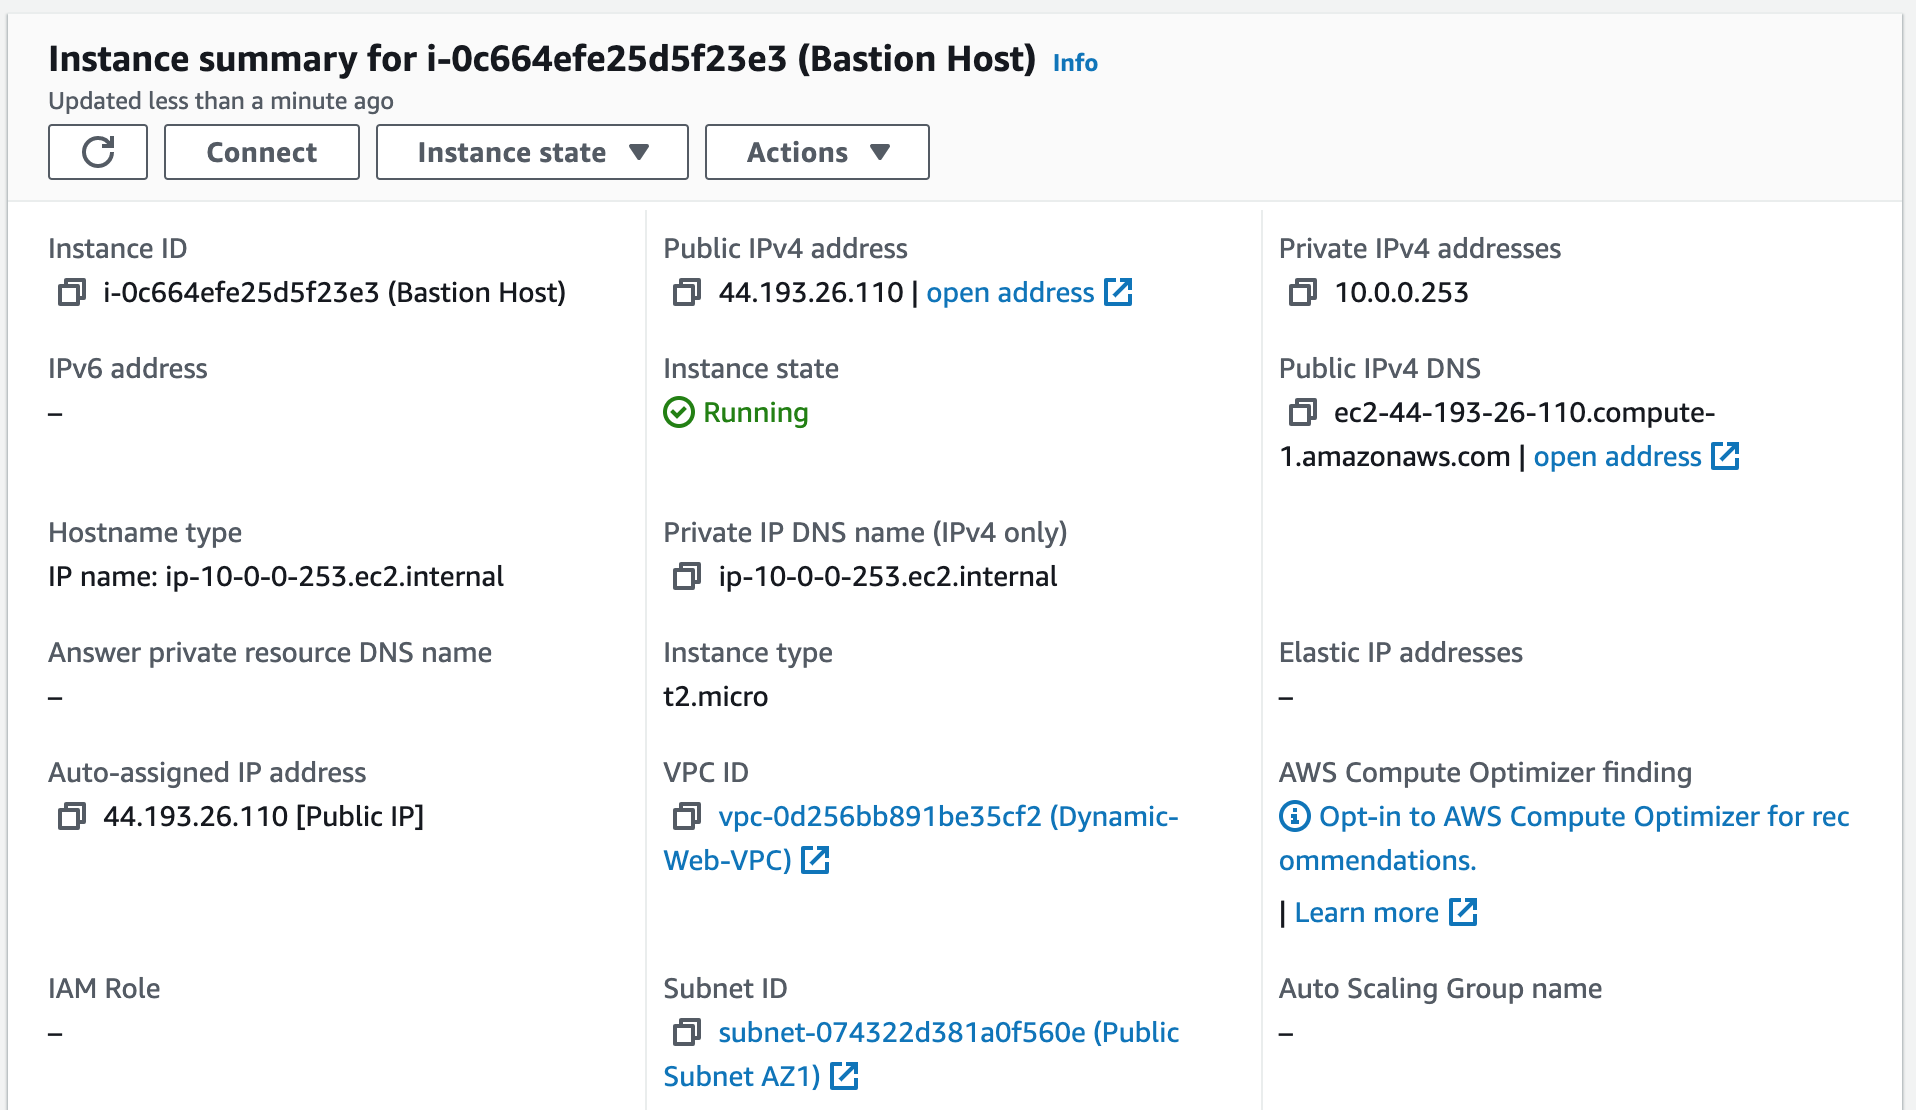 Instance summary for i-0c664efe25d5f23e3 (Bastion Host) Info
Updated less than a minute ago
Connect
Instance state
Actions
Instance ID
i-0c664efe25d5f23e3 (Bastion Host)
Public IPv4 address
44.193.26.110 | open address
Private IPv4 addresses
10.0.0.253
IPv6 address
–
Instance state
Running
Public IPv4 DNS
ec2-44-193-26-110.compute-
1.amazonaws.com | open address
Hostname type
IP name: ip-10-0-0-253.ec2.internal
Private IP DNS name (IPv4 only)
ip-10-0-0-253.ec2.internal
Answer private resource DNS name
–
Instance type
t2.micro
Elastic IP addresses
–
Auto-assigned IP address
44.193.26.110 [Public IP]
VPC ID
vpc-0d256bb891be35cf2 (Dynamic-
Web-VPC)
AWS Compute Optimizer finding
Opt-in to AWS Compute Optimizer for rec
ommendations.
| Learn more
IAM Role
–
Subnet ID
subnet-074322d381a0f560e (Public
Subnet AZ1)
Auto Scaling Group name
–